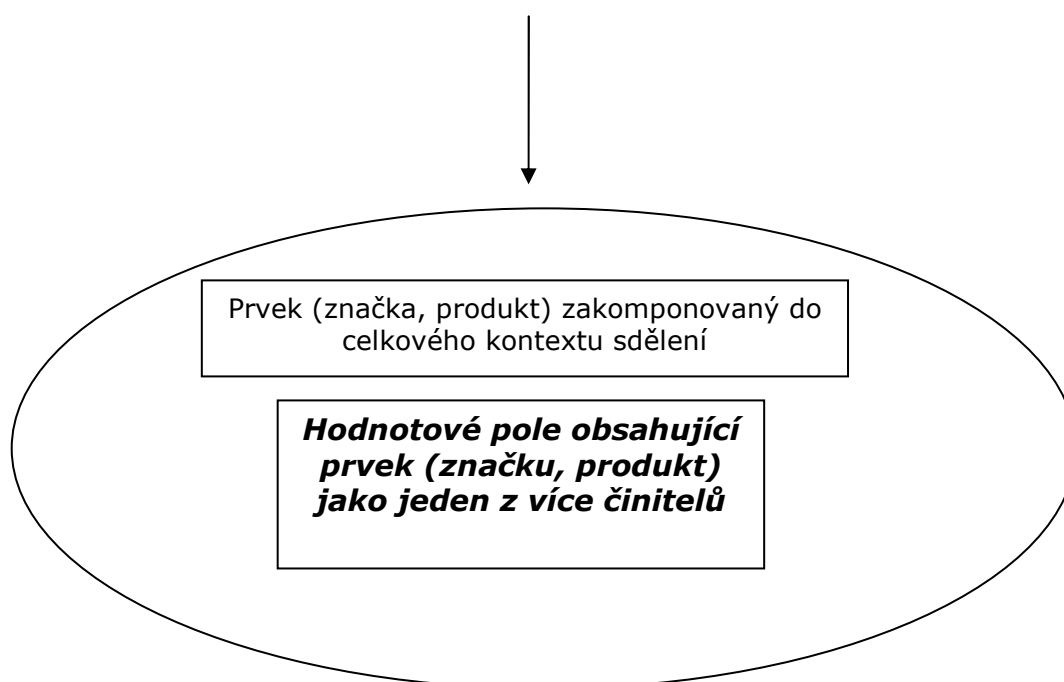 Prvek (značka, produkt) zakomponovaný do
celkového kontextu sdělení
Hodnotové pole obsahující
prvek (značku, produkt)
jako jeden z více činitelů